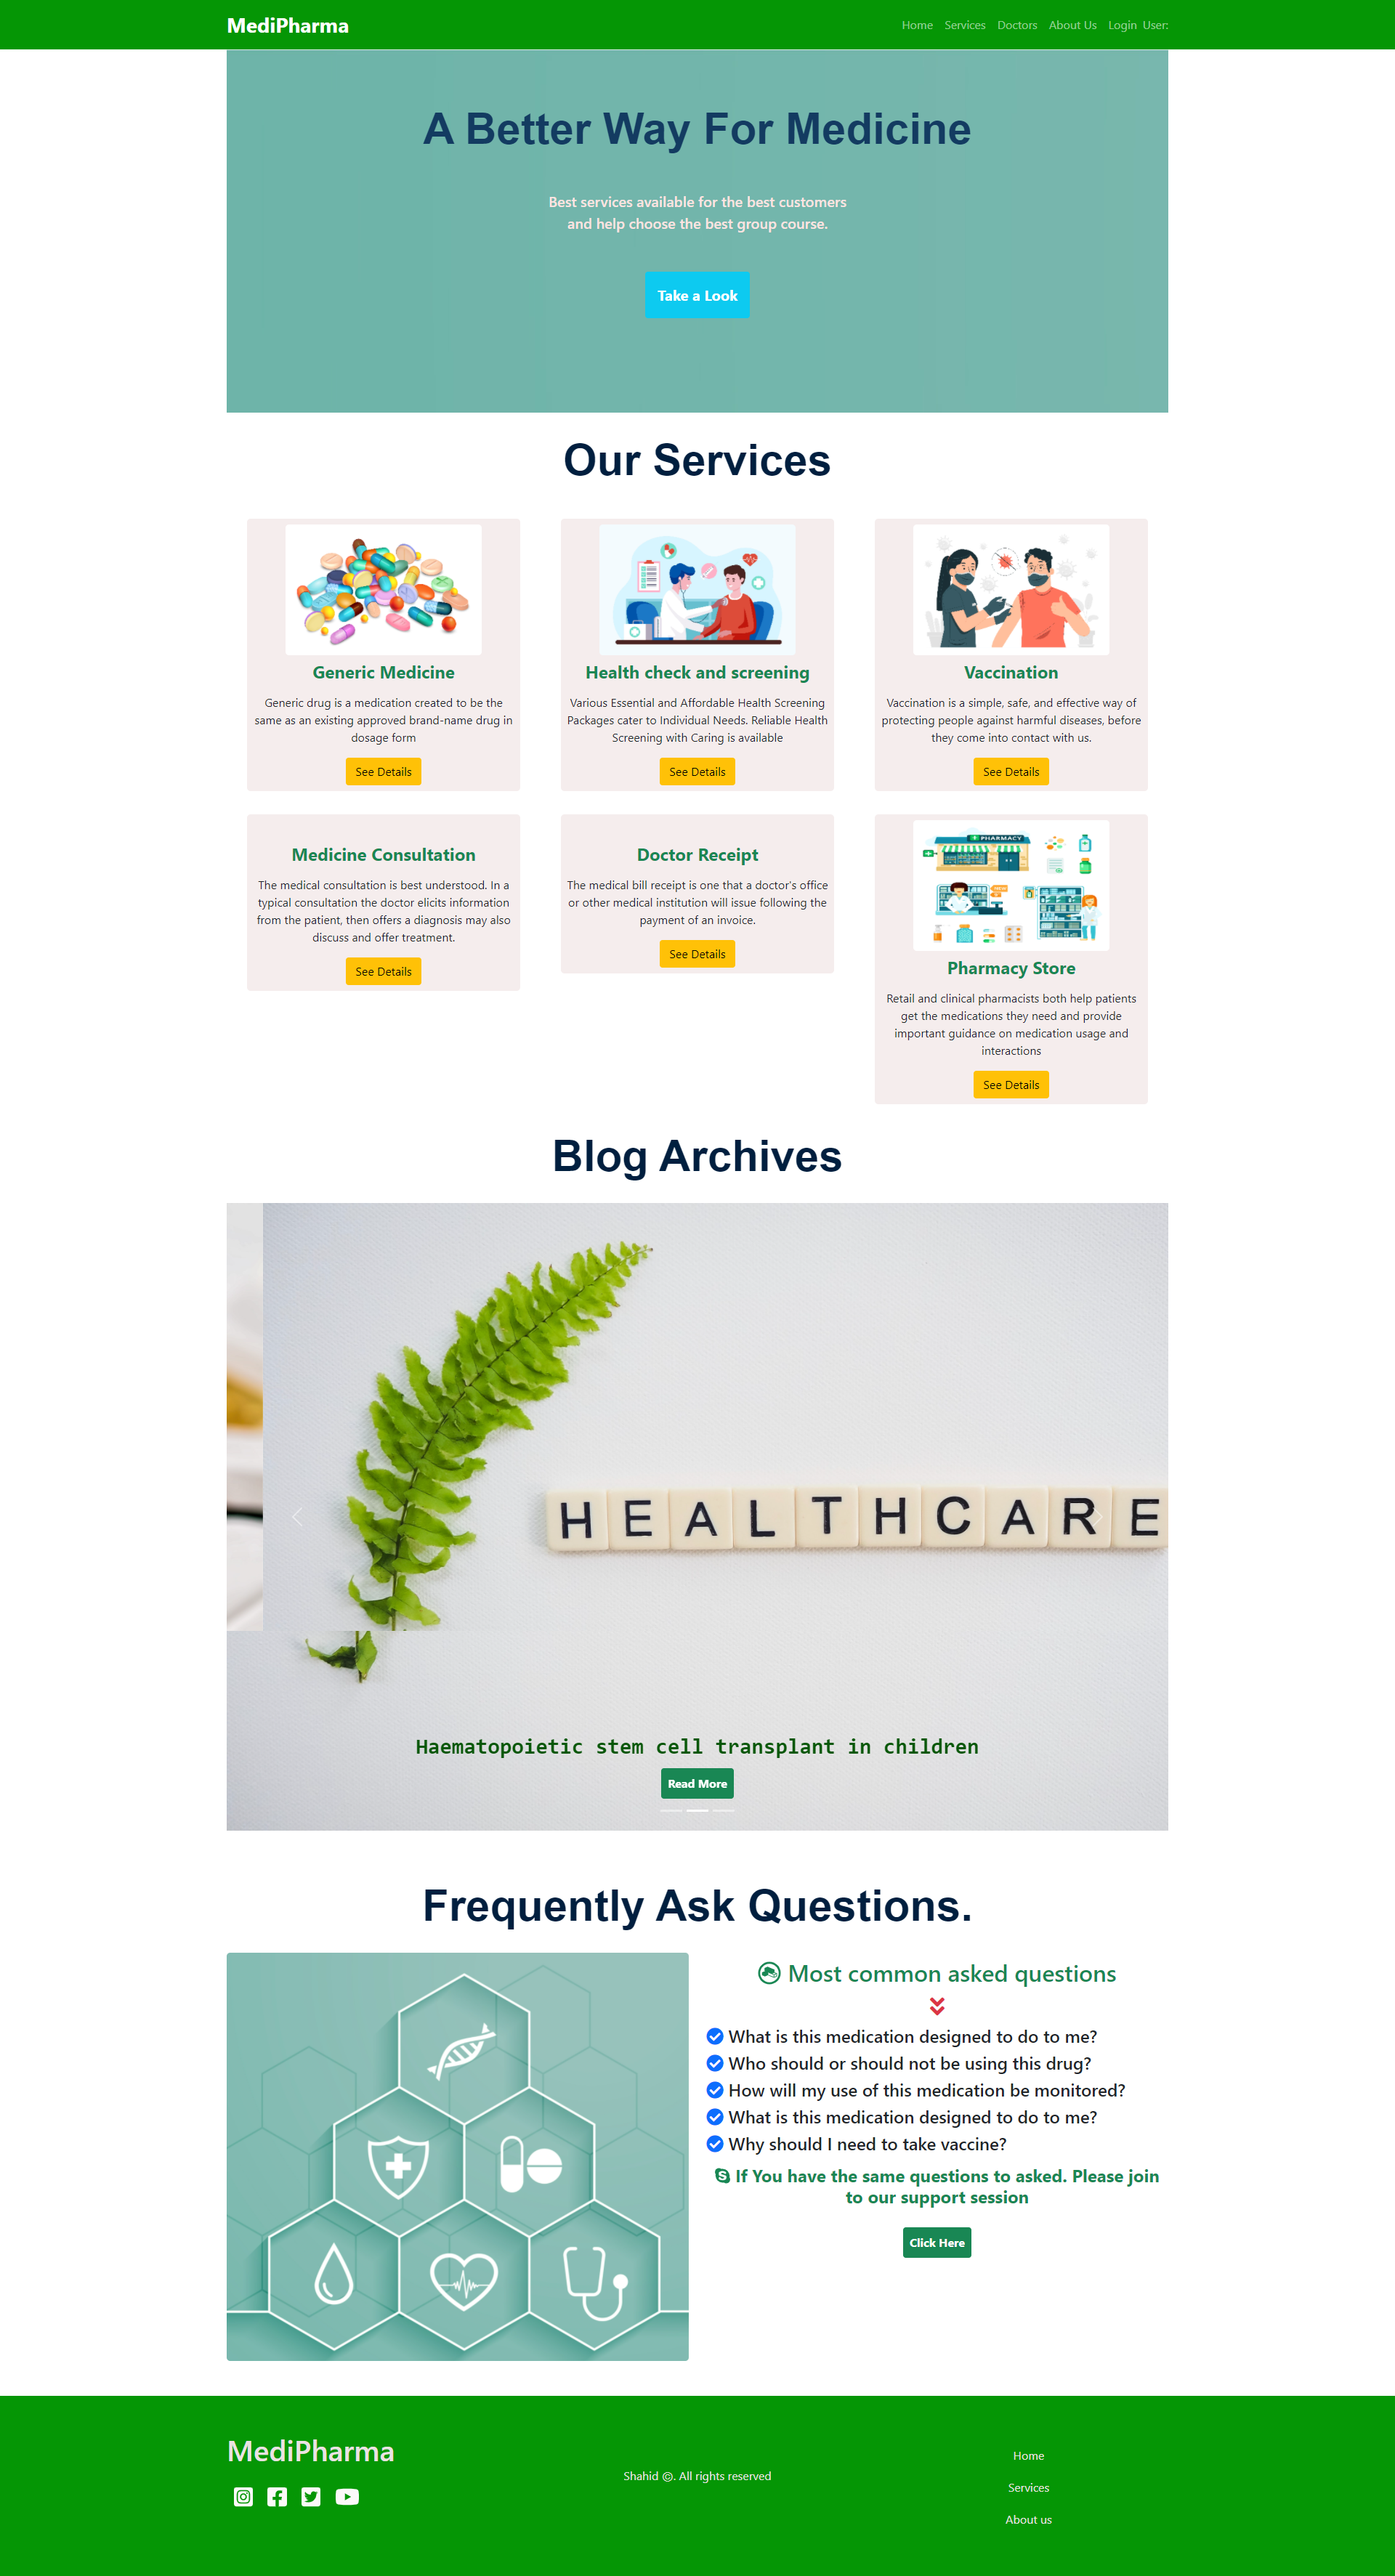 MediPharma
Home Services Doctors About Us Login User:
A Better Way For Medicine
Best services available for the best customers
and help choose the best group course.
Take a Look
Our Services
Generic Medicine
Generic drug is a medication created to be the
same as an existing approved brand-name drug in
dosage form
See Details
Health check and screening
Various Essential and Affordable Health Screening
Packages cater to Individual Needs. Reliable Health
Screening with Caring is available
See Details
Vaccination
Vaccination is a simple, safe, and effective way of
protecting people against harmful diseases, before
they come into contact with us.
See Details
Medicine Consultation
The medical consultation is best understood. In a
typical consultation the doctor elicits information
from the patient, then offers a diagnosis may also
discuss and offer treatment.
See Details
Doctor Receipt
The medical bill receipt is one that a doctor's office
or other medical institution will issue following the
payment of an invoice.
See Details
PHARMACY
Pharmacy Store
Retail and clinical pharmacists both help patients
get the medications they need and provide
important guidance on medication usage and
interactions
See Details
Blog Archives
HEALTHCARE
Haematopoietic stem cell transplant in children
Read More
Frequently Ask Questions.
Most common asked questions
What is this medication designed to do to me?
Who should or should not be using this drug?
How will my use of this medication be monitored?
What is this medication designed to do to me?
Why should I need to take vaccine?
If You have the same questions to asked. Please join
to our support session
Click Here
MediPharma
Shahid ©. All rights reserved
Home
Services
About us